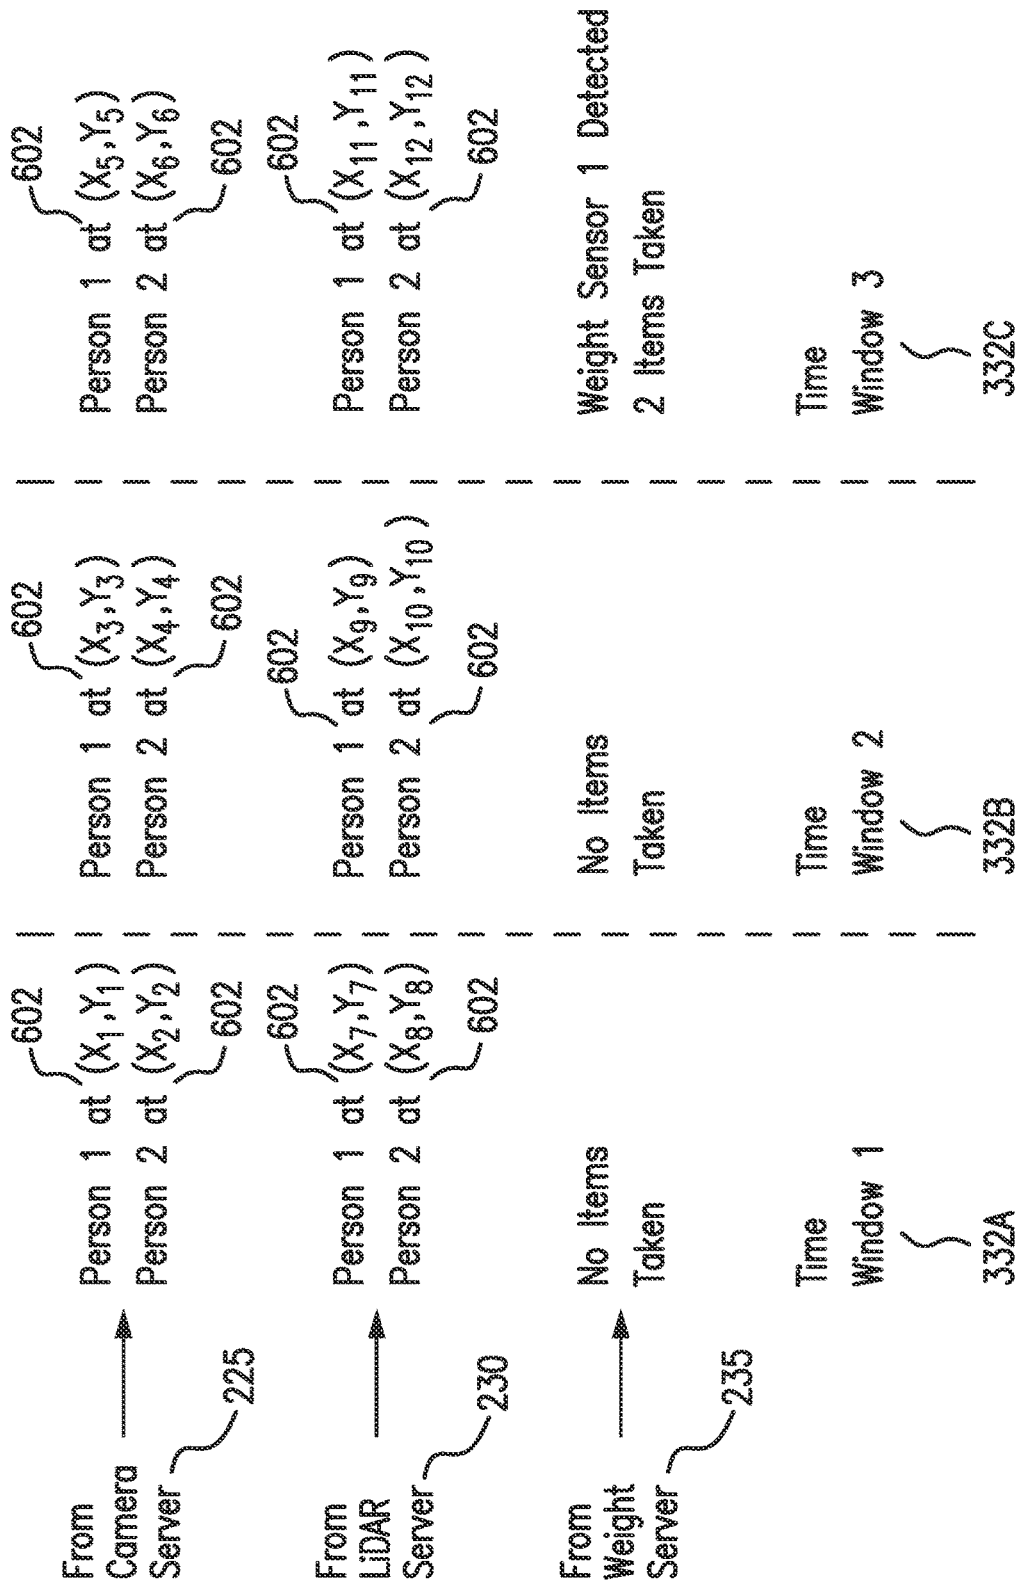 From
Camera
Server
225
602
Person 1 at (X1,Y1)
Person 2 at (X2,Y2)
602
602
Person 1 at (X3,Y3)
Person 2 at (X4,Y4)
602
602
Person 1 at (X5,Y5)
Person 2 at (X6,Y6)
602
From
LiDAR
Server
230
602
Person 1 at (X7,Y7)
Person 2 at (X8,Y8)
602
602
Person 1 at (X9,Y9)
Person 2 at (X10,Y10)
602
602
Person 1 at (X11,Y11)
Person 2 at (X12,Y12)
602
From
Weight
Server
235
No Items
Taken
No Items
Taken
Weight Sensor 1 Detected
2 Items Taken
Time
Window 1
332A
Time
Window 2
332B
Time
Window 3
332C